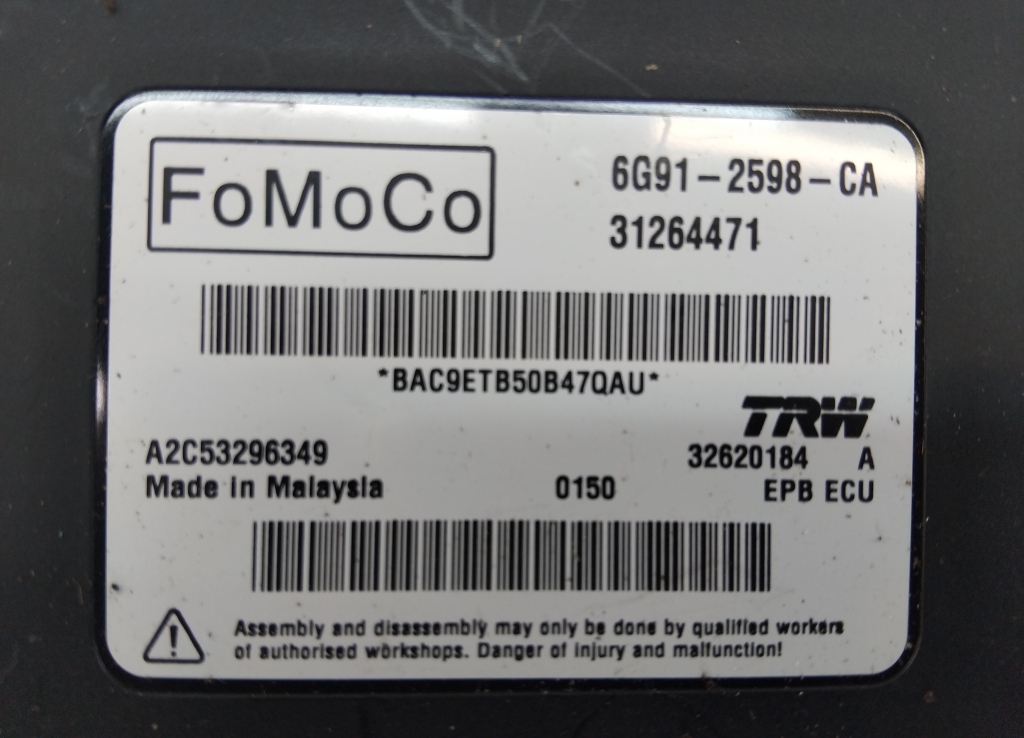 FoMoCo
6G91-2598-CA
31264471
*BAC9ETB50B47QAU*
TRW
A2C53296349
32620184 A
Made in Malaysia
0150
EPB ECU
Assembly and disassembly may only be done by qualified workers
of authorised workshops. Danger of injury and malfunction!